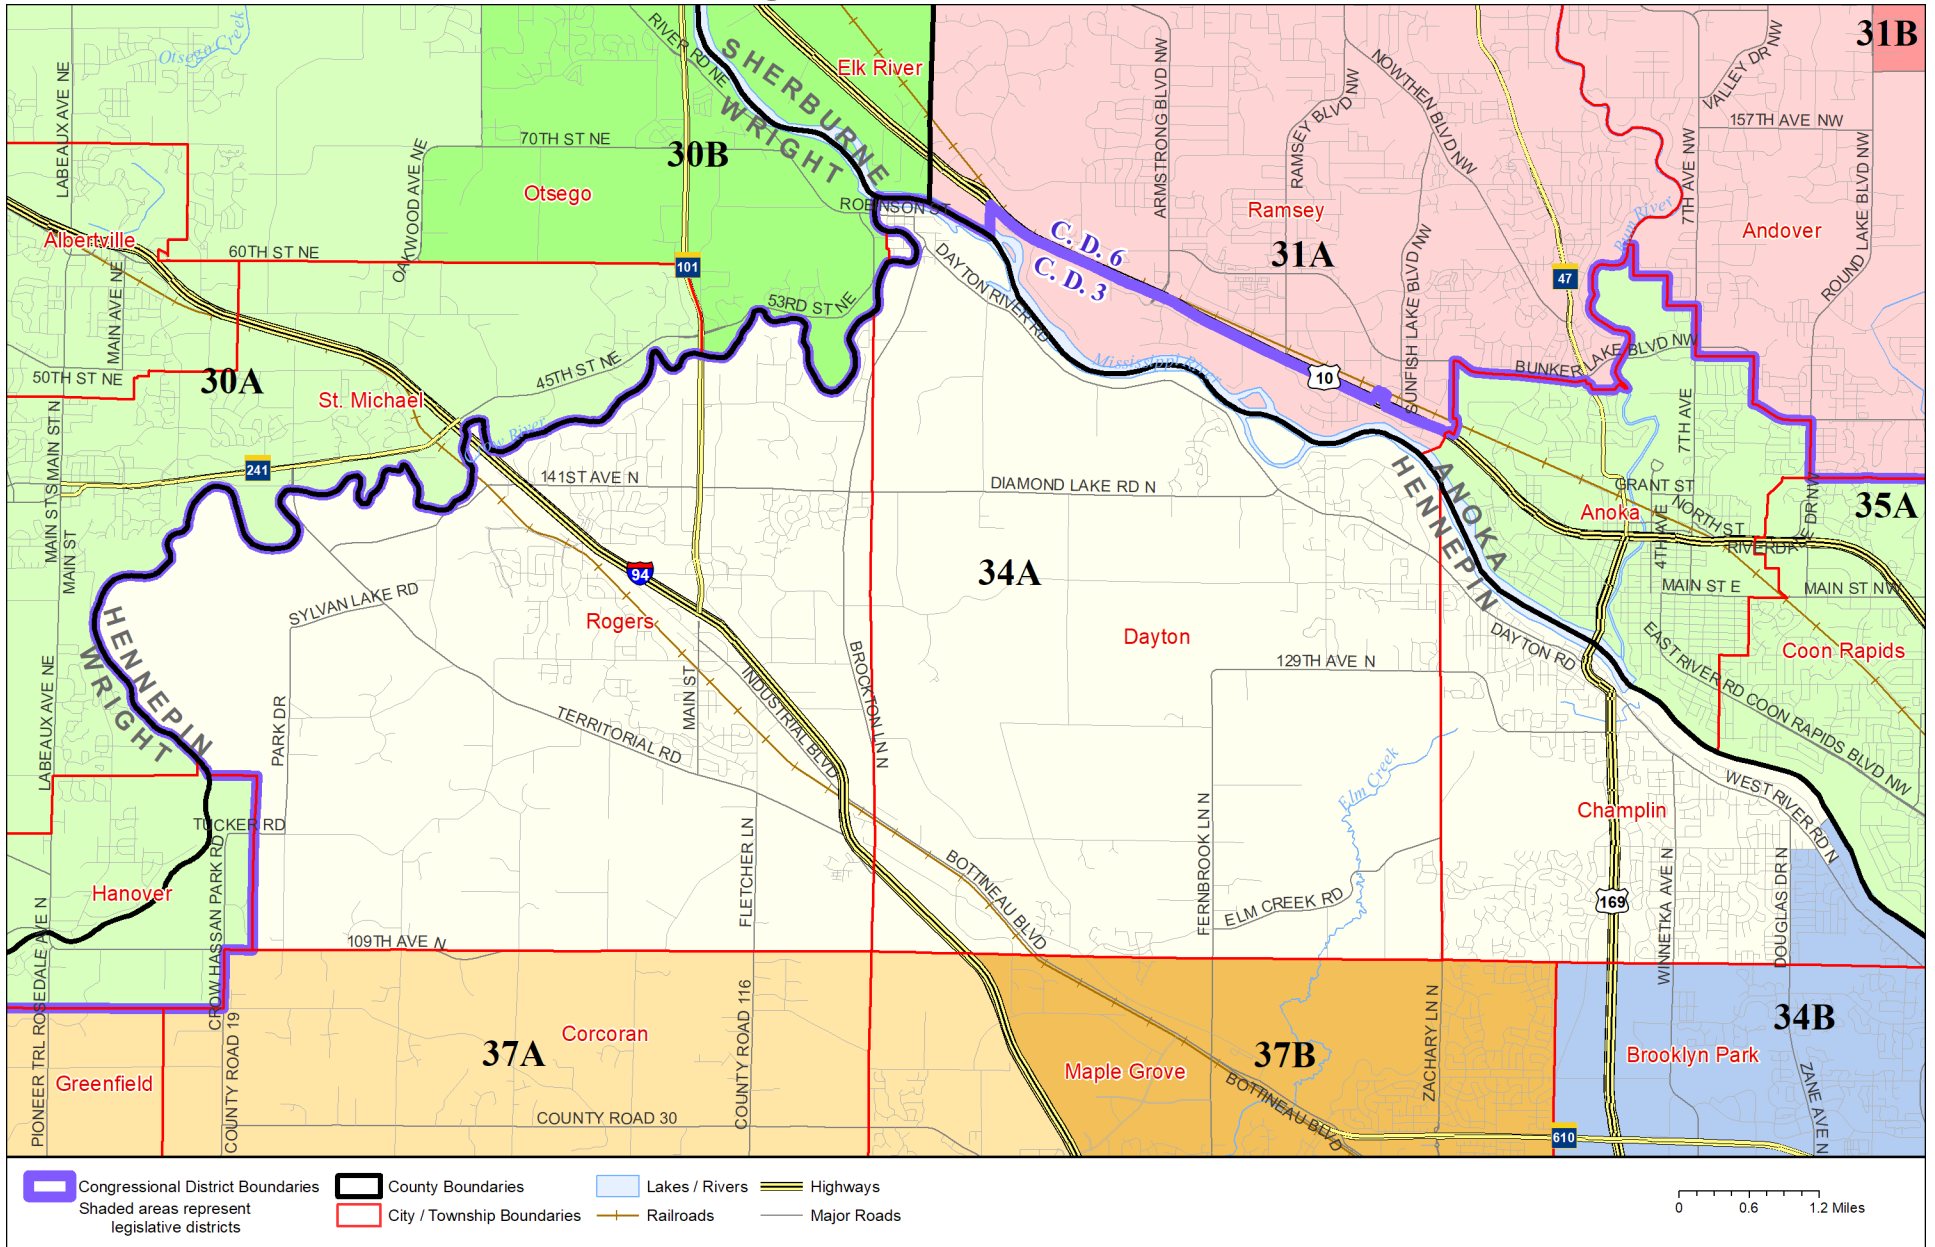 Otsego Creek
RIVER RD NE
SHERBURNE
WRIGHT
Elk River
31B
LABEAUX AVE NE
70TH ST NE
30B
ARMSTRONG BLVD NW
RAMSEY BLVD NW
NOWTHEN BLVD NW
VALLEY DR NW
157TH AVE NW
7TH AVE NW
ROUND LAKE BLVD NW
OAKWOOD AVE NE
Otsego
ROBINSON ST
Ramsey
Rum River
Andover
Albertville
60TH ST NE
101
C. D. 6
C. D. 3
31A
47
MAIN AVE NE
53RD ST NE
DAYTON RIVER RD
SUNFISH LAKE BLVD NW
50TH ST NE
30A
45TH ST NE
Mississippi River
10
BUNKER LAKE BLVD NW
St. Michael
7TH AVE
MAIN ST S
MAIN ST N
241
141ST AVE N
DIAMOND LAKE RD N
GRANT ST
35A
MAIN ST
34A
ANOKA
HENNEPIN
Anoka
NORTH ST
4TH AVE
RIVERDALE DR NW
94
SYLVAN LAKE RD
MAIN ST E
MAIN ST NW
HENNEPIN
WRIGHT
Rogers
Dayton
DAYTON RD
EAST RIVER RD
COON RAPIDS BLVD NW
Coon Rapids
129TH AVE N
LABEAUX AVE NE
PARK DR
TERRITORIAL RD
MAIN ST
INDUSTRIAL BLVD
BROCKTON LN N
Elm Creek
WEST RIVER RD N
Champlin
TUCKER RD
Hanover
CROW HASSAN PARK RD
FLETCHER LN
BOTTINEAU BLVD
FERNBROOK LN N
ELM CREEK RD
169
WINNETKA AVE N
DOUGLAS DR N
ROSEDALE AVE N
109TH AVE N
PIONEER TRL
COUNTY ROAD 19
COUNTY ROAD 116
ZACHARY LN N
34B
37A
Corcoran
37B
Brooklyn Park
Greenfield
Maple Grove
BOTTINEAU BLVD
ZANE AVE N
COUNTY ROAD 30
610
Congressional District Boundaries
Shaded areas represent
legislative districts
County Boundaries
City / Township Boundaries
Lakes / Rivers
Railroads
Highways
Major Roads
0 0.6 1.2 Miles